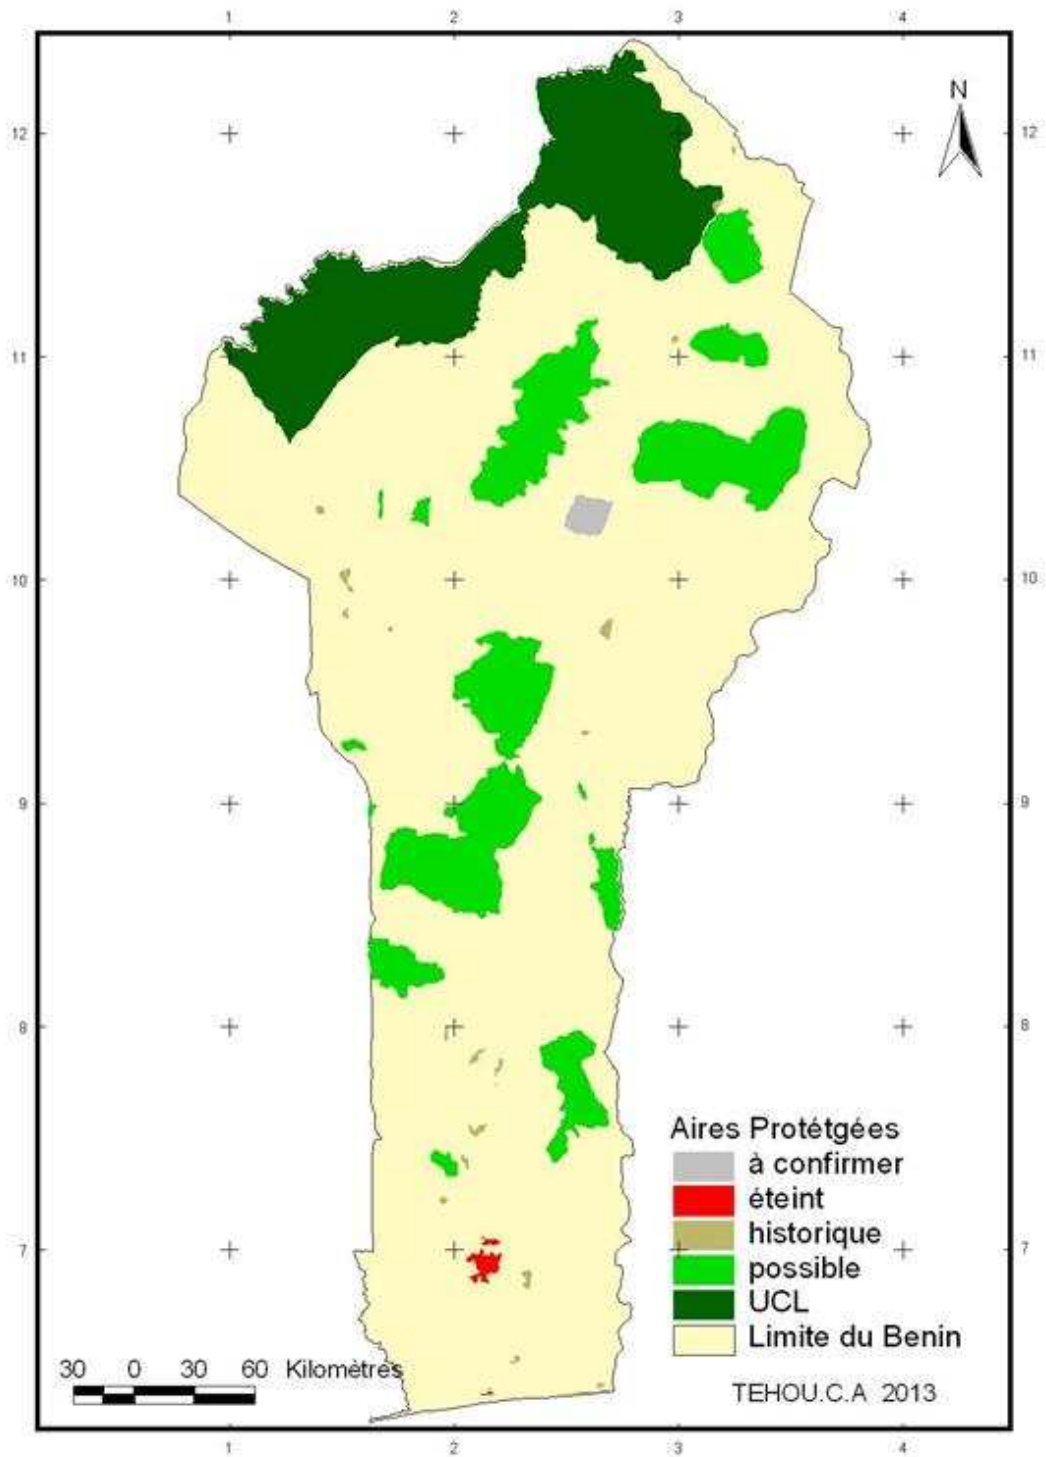 1 2 3 4
N
12 12
11 11
10 10
9 9
8 8
Aires Protétgées
à confirmer
éteint
historique
7 7
possible
UCL
Limite du Benin
30 0 30 60 Kilomètres
TEHOU.C.A 2013
1 2 3 4